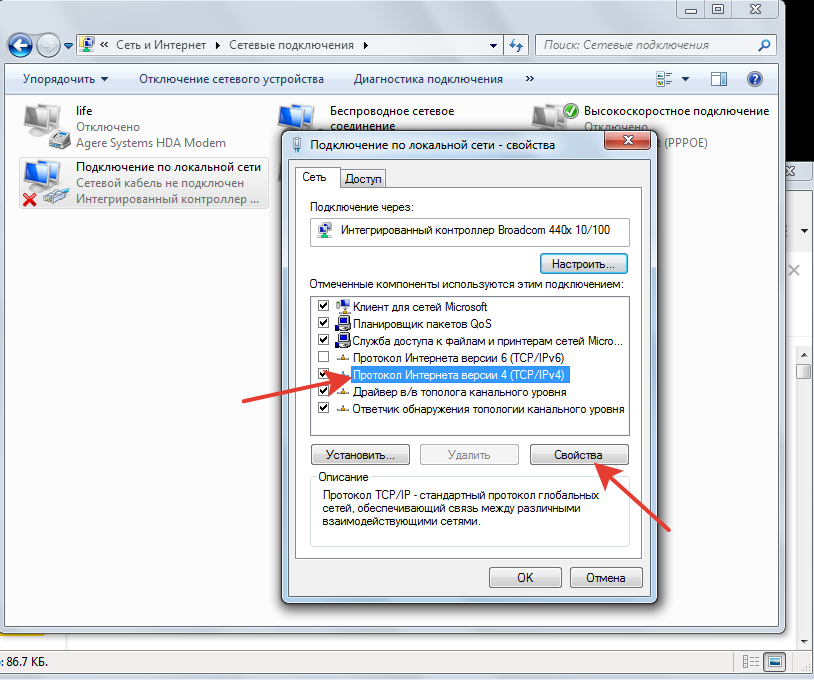 « Сеть и Интернет ▸ Сетевые подключения ▸
Поиск: Сетевые подключения
Упорядочить
Отключение сетевого устройства
Диагностика подключения
»
life
Отключено
Agere Systems HDA Modem
Беспроводное сетевое
соединение
Высокоскоростное подключение
Отключено
(PPPOE)
Подключение по локальной сети
Сетевой кабель не подключен
Интегрированный контроллер ...
Подключение по локальной сети - свойства
Сеть
Доступ
Подключение через:
Интегрированный контроллер Broadcom 440x 10/100
Настроить...
Отмеченные компоненты используются этим подключением:
Клиент для сетей Microsoft
Планировщик пакетов QoS
Служба доступа к файлам и принтерам сетей Micro...
Протокол Интернета версии 6 (TCP/IPv6)
Протокол Интернета версии 4 (TCP/IPv4)
Драйвер в/в тополога канального уровня
Ответчик обнаружения топологии канального уровня
Установить...
Удалить
Свойства
Описание
Протокол TCP/IP - стандартный протокол глобальных
сетей, обеспечивающий связь между различными
взаимодействующими сетями.
OK
Отмена
: 86.7 КБ.